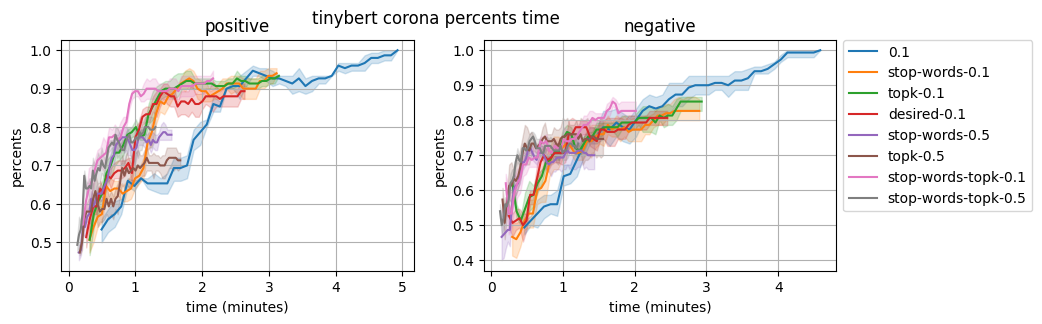 tinybert corona percents time
positive
negative
percents
1.0
0.9
0.8
0.7
0.6
0.5
0 1 2 3 4 5
time (minutes)
percents
1.0
0.9
0.8
0.7
0.6
0.5
0.4
0 1 2 3 4
time (minutes)
0.1
stop-words-0.1
topk-0.1
desired-0.1
stop-words-0.5
topk-0.5
stop-words-topk-0.1
stop-words-topk-0.5